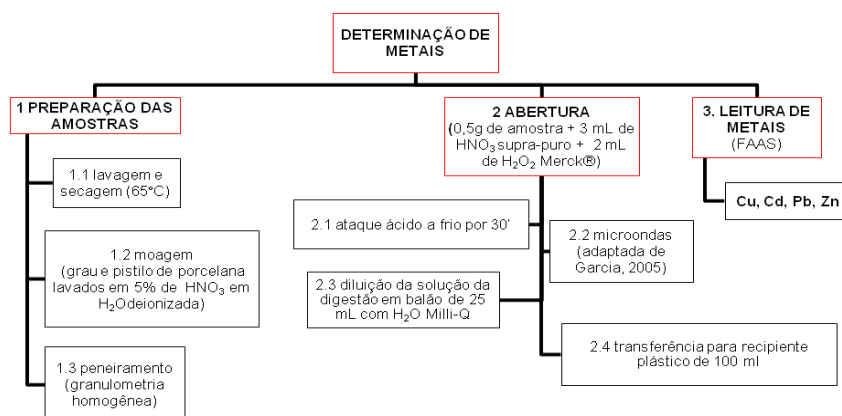 DETERMINAÇÃO DE
METAIS
1 PREPARAÇÃO DAS
AMOSTRAS
1.1 lavagem e
secagem (65°C)
1.2 moagem
(grau e pistilo de porcelana
lavados em 5% de HNO₃ em
H₂Odeionizada)
1.3 peneiramento
(granulometria
homogênea)
2 ABERTURA
(0,5g de amostra + 3 mL de
HNO₃ supra-puro + 2 mL
de H₂O₂ Merck®)
2.1 ataque ácido a frio por 30'
2.2 microondas
(adaptada de
Garcia, 2005)
2.3 diluição da solução da
digestão em balão de 25
mL com H₂O Milli-Q
2.4 transferência para recipiente
plástico de 100 ml
3. LEITURA DE
METAIS
(FAAS)
Cu, Cd, Pb, Zn